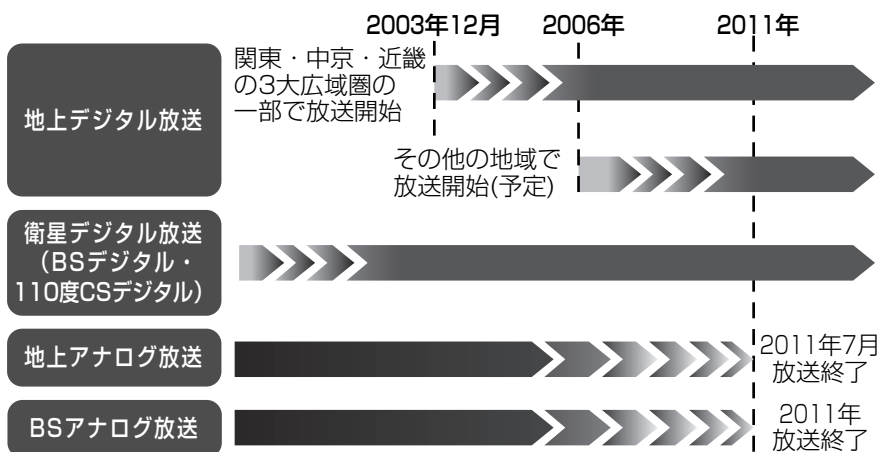 2003年12月
2006年
2011年
地上デジタル放送
関東・中京・近畿
の3大広域圏の
一部で放送開始
その他の地域で
放送開始(予定)
衛星デジタル放送
（BSデジタル・
110度CSデジタル）
地上アナログ放送
2011年7月
放送終了
BSアナログ放送
2011年
放送終了